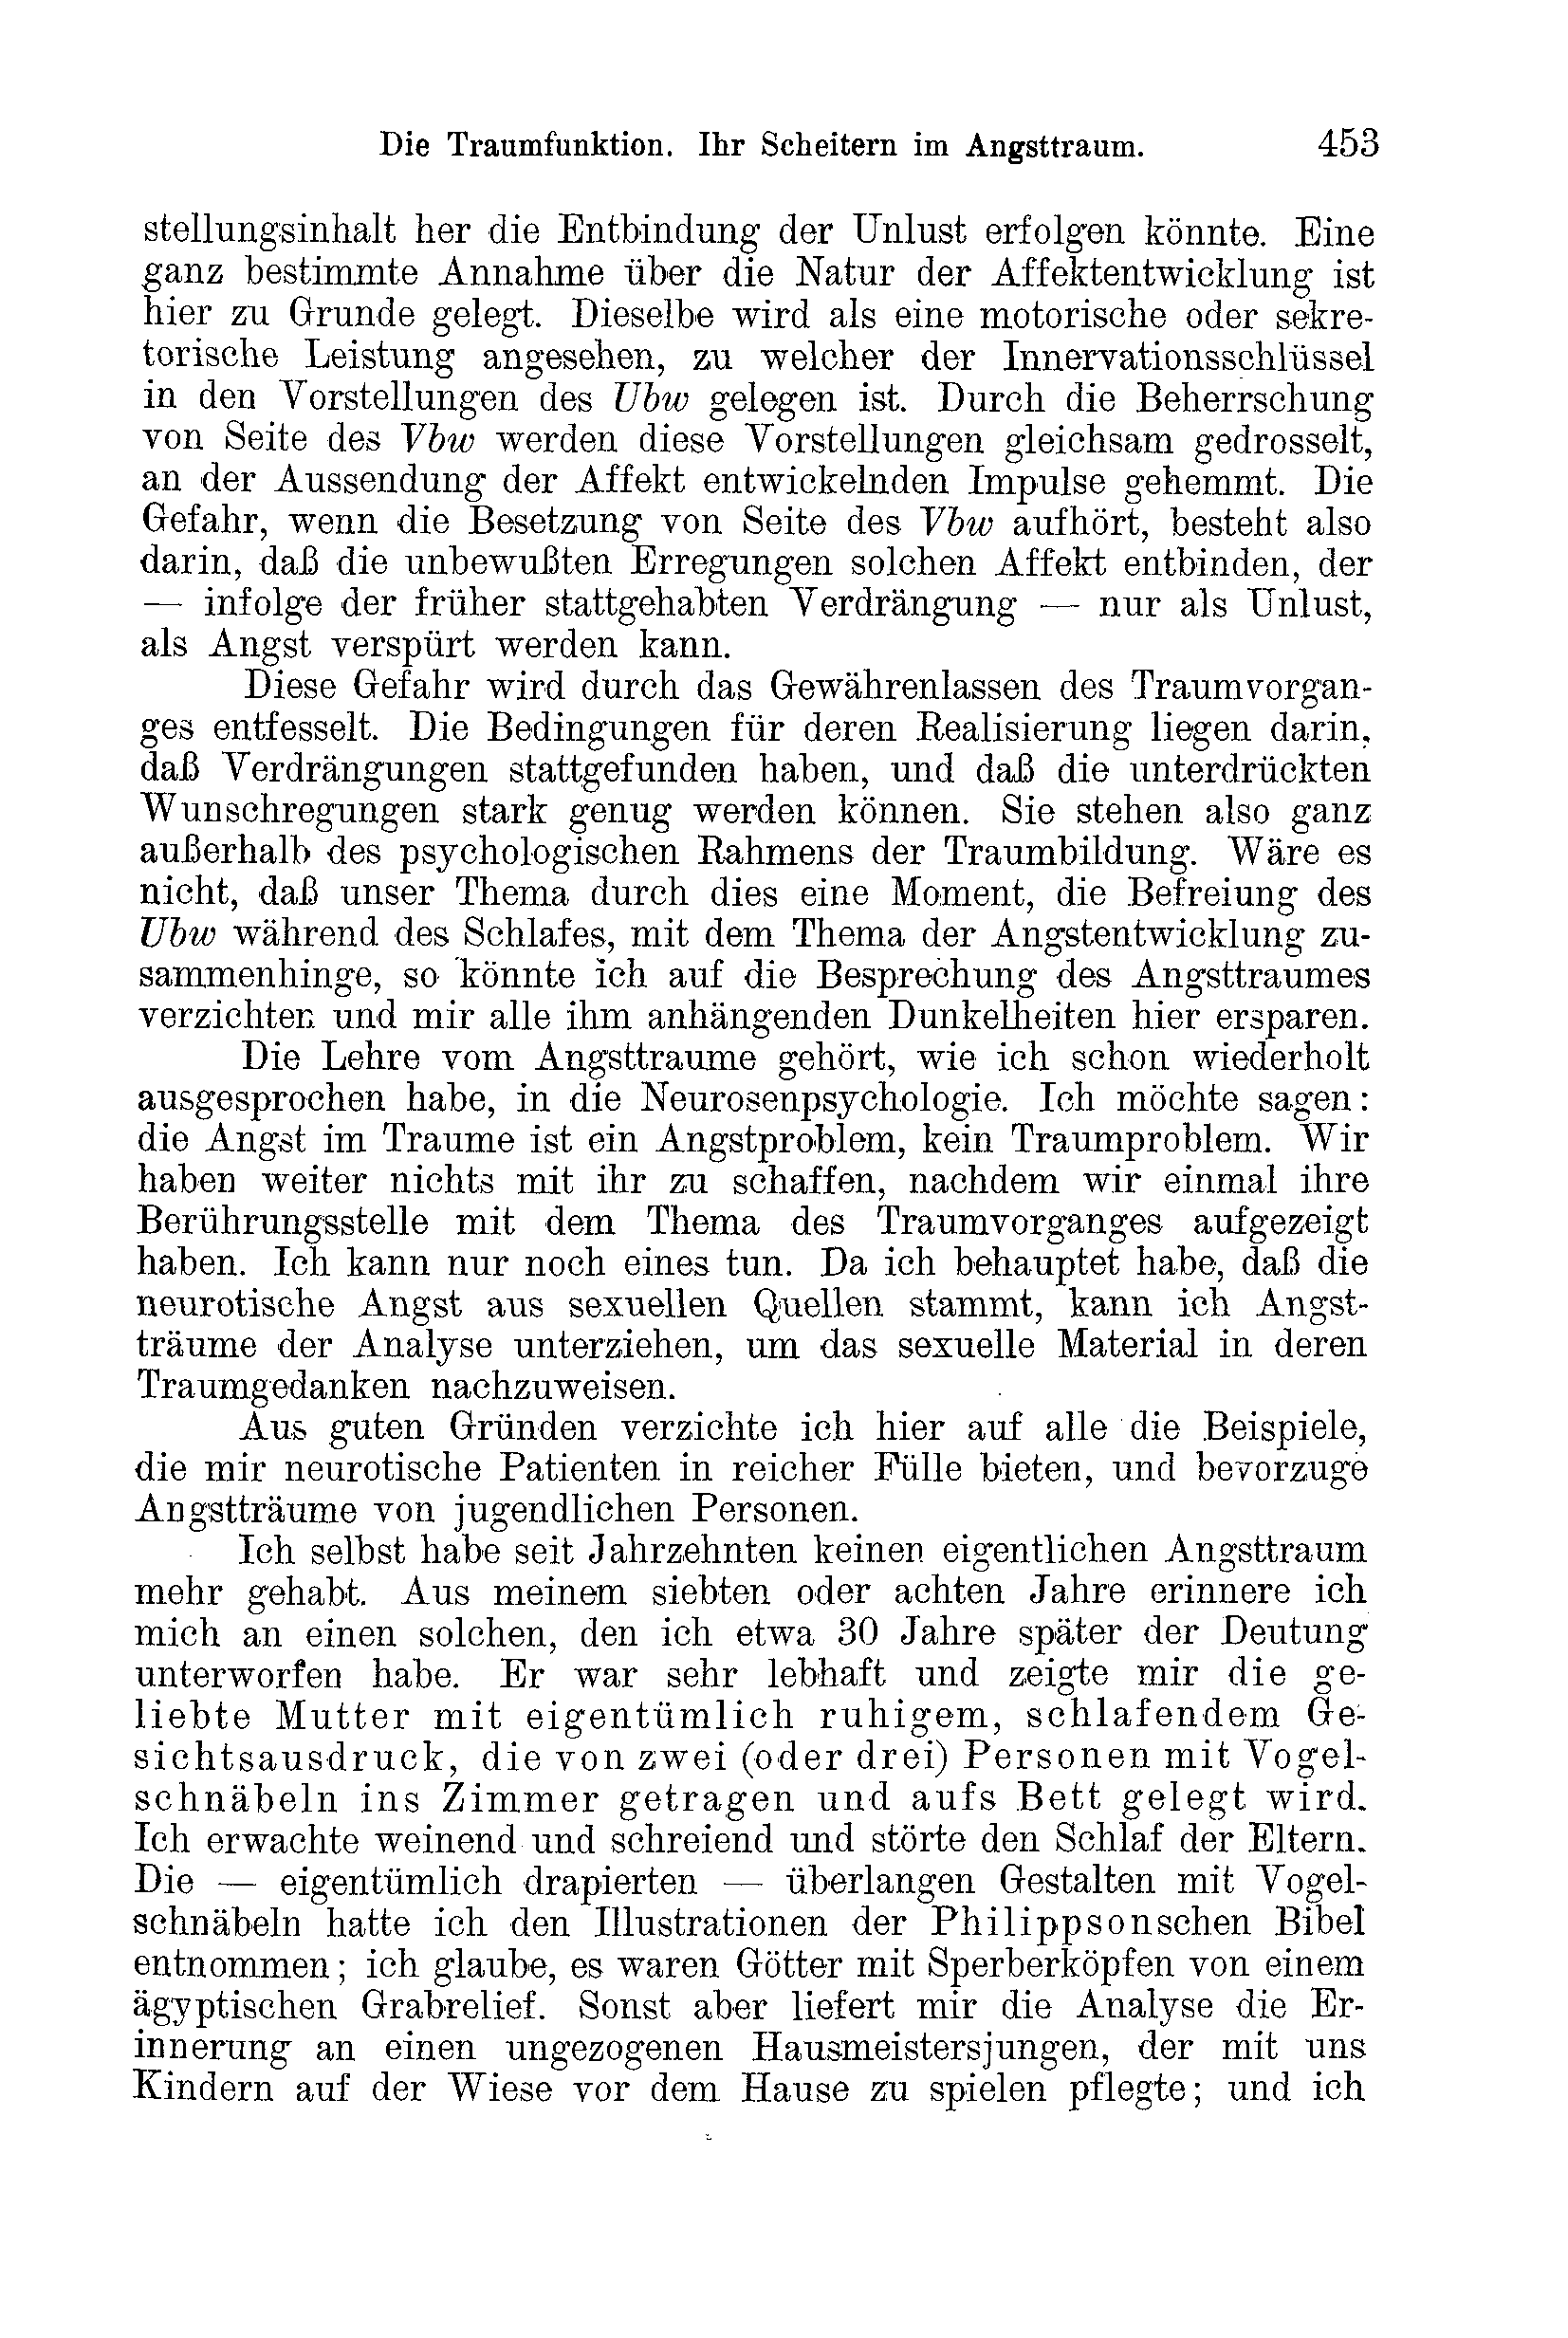 Die Traumfunktion. Ihr Scheitern im Angsttraum. 453
stellungsinhalt her die Entbindung der Unlust erfolgen könnte. Eine
ganz bestimmte Annahme über die Natur der Affektentwicklung ist
hier zu Grunde gelegt. Dieselbe wird als eine motorische oder sekre-
torische Leistung angesehen, zu welcher der Innervationsschlüssel
in den Vorstellungen des Ubw gelegen ist. Durch die Beherrschung
von Seite des Vbw werden diese Vorstellungen gleichsam gedrosselt,
an der Aussendung der Affekt entwickelnden Impulse gehemmt. Die
Gefahr, wenn die Besetzung von Seite des Vbw aufhört, besteht also
darin, daß die unbewußten Erregungen solchen Affekt entbinden, der
— infolge der früher stattgehabten Verdrängung — nur als Unlust,
als Angst verspürt werden kann.
Diese Gefahr wird durch das Gewährenlassen des Traumvorgan-
ges entfesselt. Die Bedingungen für deren Realisierung liegen darin,
daß Verdrängungen stattgefunden haben, und daß die unterdrückten
Wunschregungen stark genug werden können. Sie stehen also ganz
außerhalb des psychologischen Rahmens der Traumbildung. Wäre es
nicht, daß unser Thema durch dies eine Moment, die Befreiung des
Ubw während des Schlafes, mit dem Thema der Angstentwicklung zu-
sammenhinge, so könnte ich auf die Besprechung des Angsttraumes
verzichten und mir alle ihm anhängenden Dunkelheiten hier ersparen.
Die Lehre vom Angsttraume gehört, wie ich schon wiederholt
ausgesprochen habe, in die Neurosenpsychologie. Ich möchte sagen:
die Angst im Traume ist ein Angstproblem, kein Traumproblem. Wir
haben weiter nichts mit ihr zu schaffen, nachdem wir einmal ihre
Berührungsstelle mit dem Thema des Traumvorganges aufgezeigt
haben. Ich kann nur noch eines tun. Da ich behauptet habe, daß die
neurotische Angst aus sexuellen Quellen stammt, kann ich Angst-
träume der Analyse unterziehen, um das sexuelle Material in deren
Traumgedanken nachzuweisen.
Aus guten Gründen verzichte ich hier auf alle die Beispiele,
die mir neurotische Patienten in reicher Fülle bieten, und bevorzuge
Angstträume von jugendlichen Personen.
Ich selbst habe seit Jahrzehnten keinen eigentlichen Angsttraum
mehr gehabt. Aus meinem siebten oder achten Jahre erinnere ich
mich an einen solchen, den ich etwa 30 Jahre später der Deutung
unterworfen habe. Er war sehr lebhaft und zeigte mir die ge-
liebte Mutter mit eigentümlich ruhigem, schlafendem Ge-
sichtsausdruck, die von zwei (oder drei) Personen mit Vogel-
schnäbeln ins Zimmer getragen und aufs Bett gelegt wird.
Ich erwachte weinend und schreiend und störte den Schlaf der Eltern.
Die — eigentümlich drapierten — überlangen Gestalten mit Vogel-
schnäbeln hatte ich den Illustrationen der Philippsonschen Bibel
entnommen; ich glaube, es waren Götter mit Sperberköpfen von einem
ägyptischen Grabrelief. Sonst aber liefert mir die Analyse die Er-
innerung an einen ungezogenen Hausmeistersjungen, der mit uns
Kindern auf der Wiese vor dem Hause zu spielen pflegte; und ich